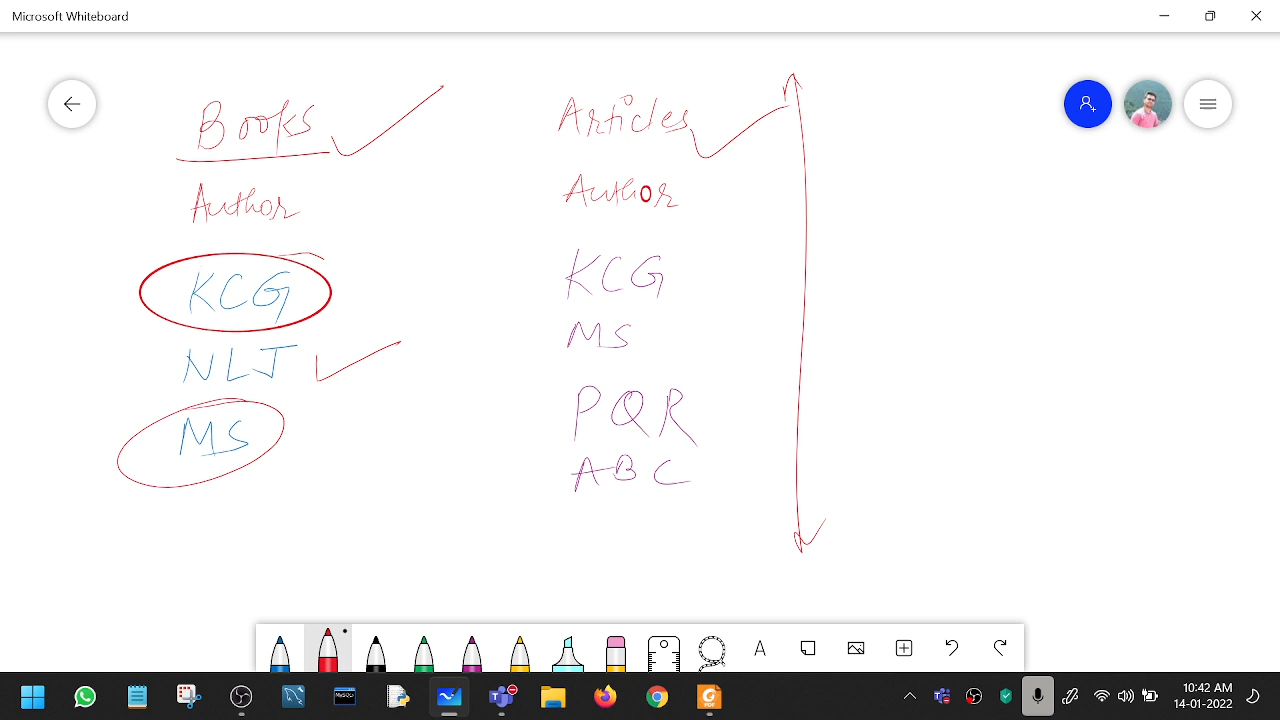 Microsoft Whiteboard
Books
Author
KCG
NLJ
MS
Articles
Author
KCG
MS
PQR
ABC
A
MySQL
10:42 AM
14-01-2022